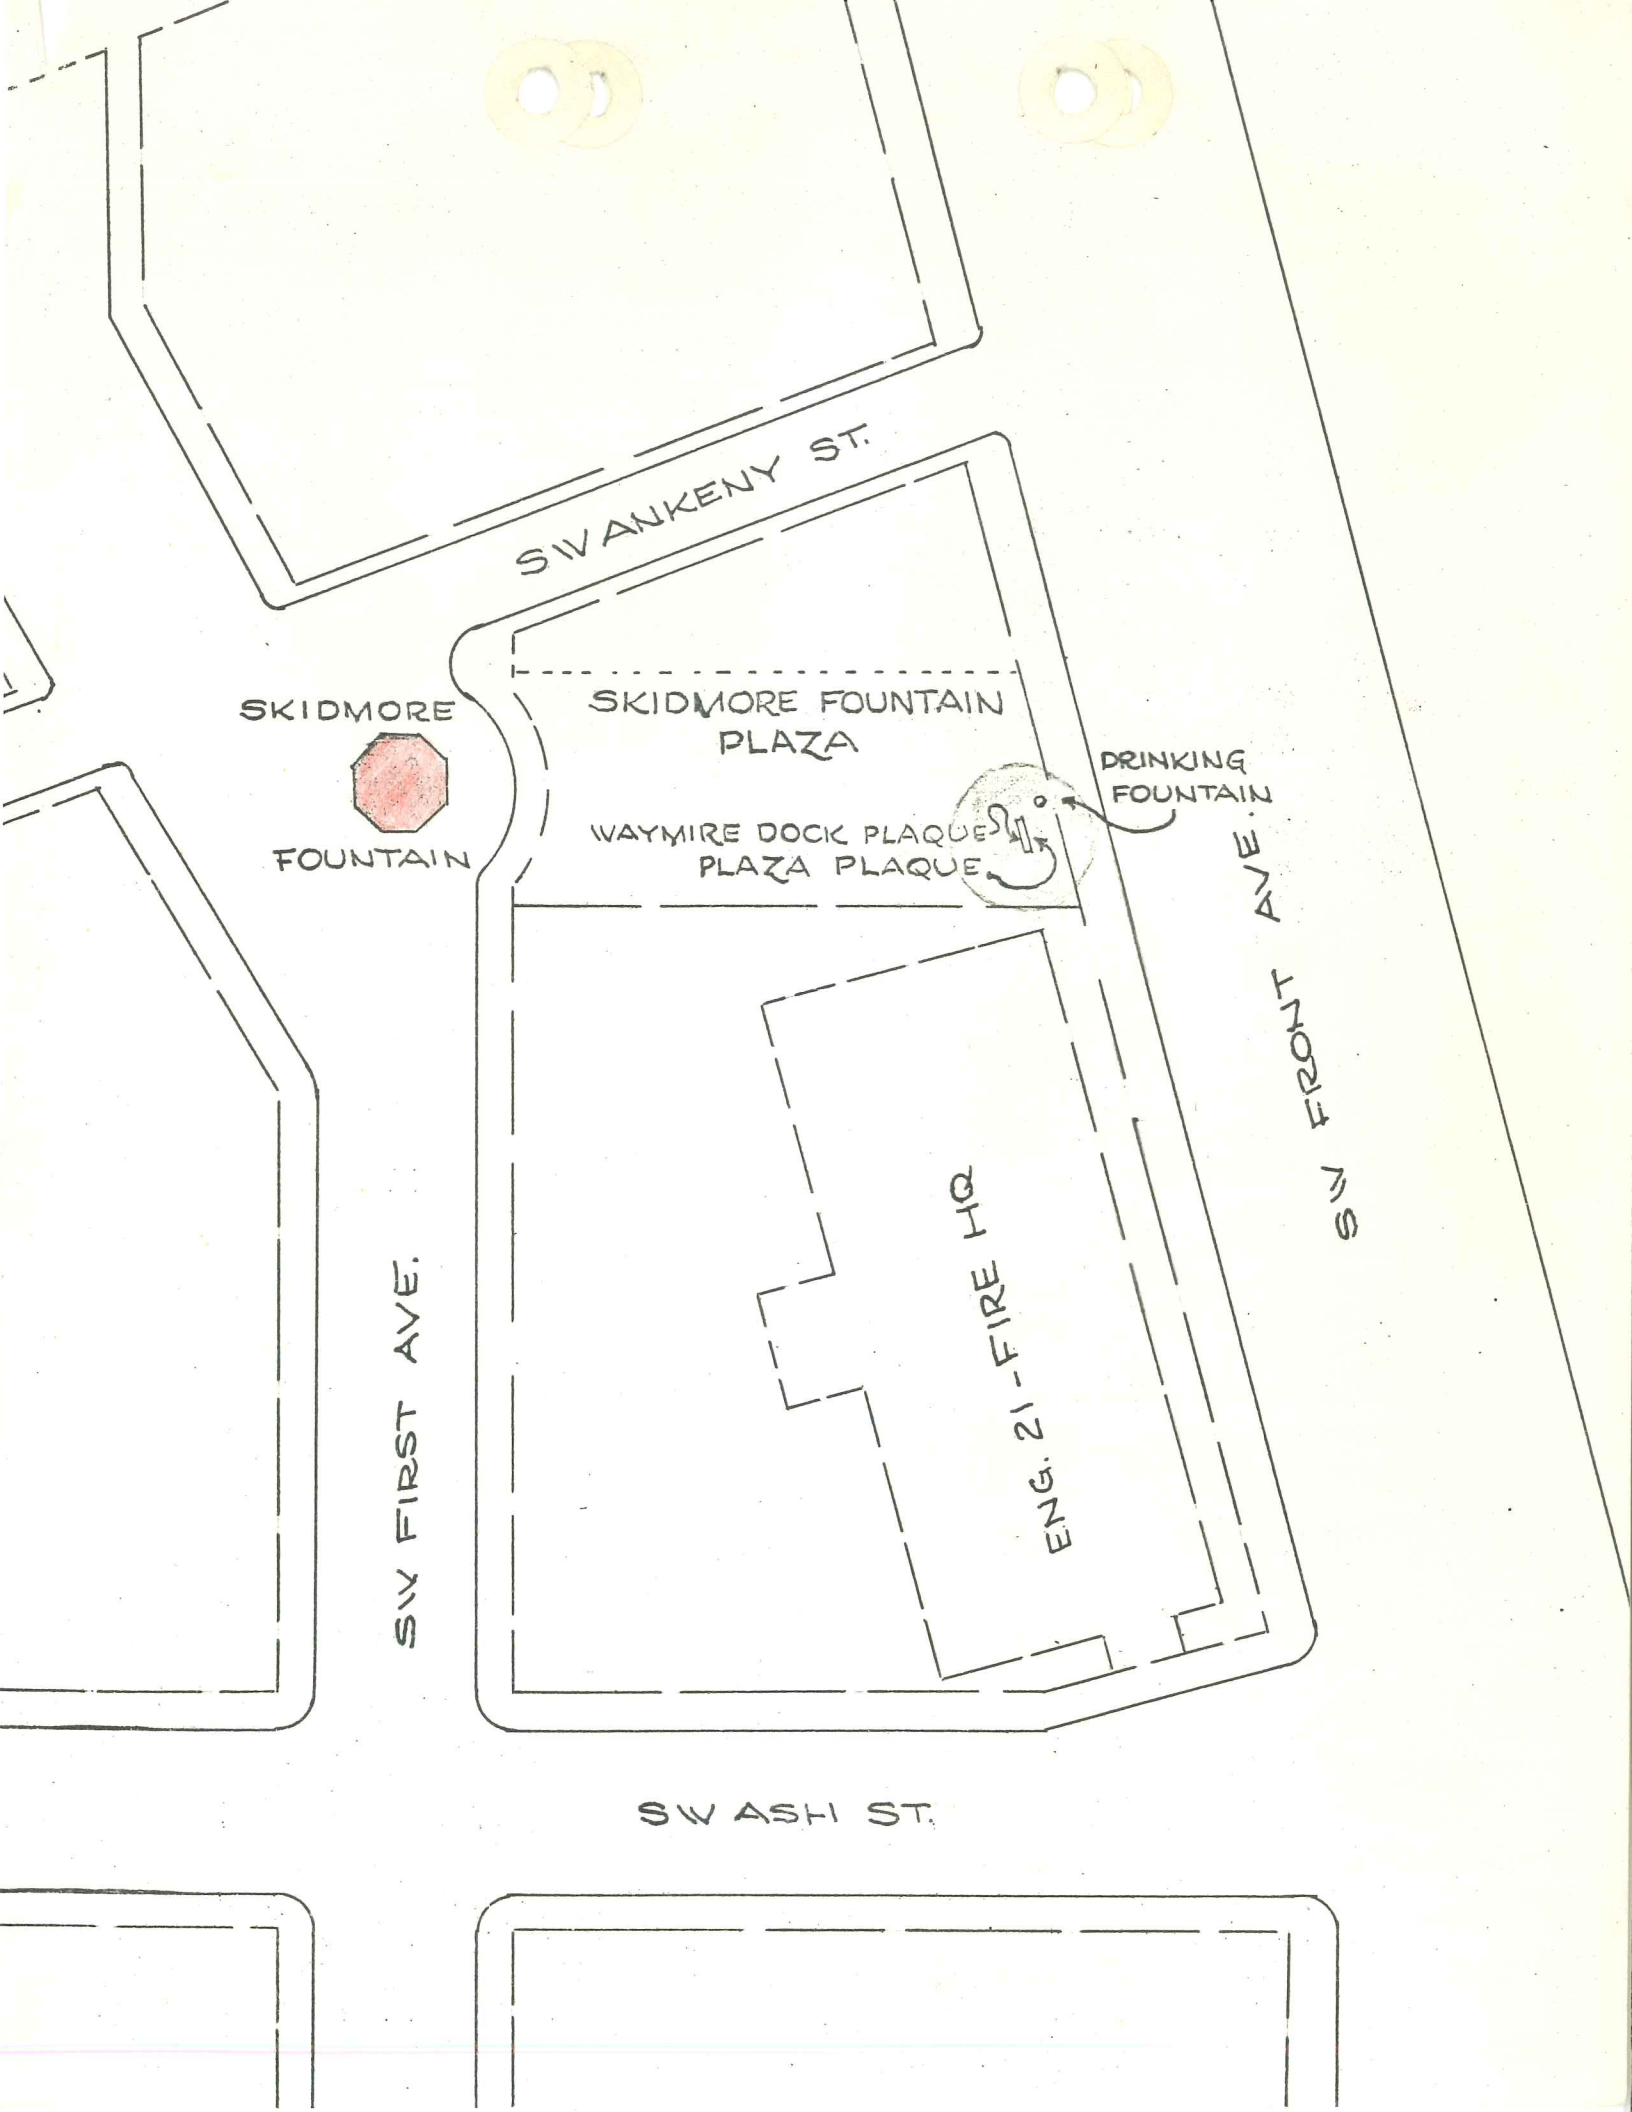 SW ANKENY ST.
SKIDMORE
FOUNTAIN
SKIDMORE FOUNTAIN
PLAZA
DRINKING
FOUNTAIN
WAYMIRE DOCK PLAQUE
PLAZA PLAQUE
SW FRONT AVE.
ENG. 21 - FIRE HQ
SW FIRST AVE.
SW ASH ST.